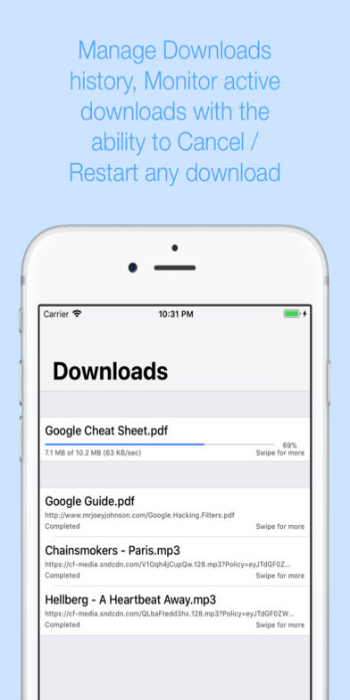 Manage Downloads
history, Monitor active
downloads with the
ability to Cancel /
Restart any download
Carrier 10:31 PM
Downloads
Google Cheat Sheet.pdf
69%
7.1 MB of 10.2 MB (63 KB/sec) Swipe for more
Google Guide.pdf
http://www.mrjoeyjohnson.com/Google.Hacking.Filters.pdf
Completed Swipe for more
Chainsmokers - Paris.mp3
https://cf-media.sndcdn.com/V1Oqh4jCupQw.128.mp3?Policy=eyJTdGF0Z...
Completed Swipe for more
Hellberg - A Heartbeat Away.mp3
https://cf-media.sndcdn.com/QLbaF1edd3hs.128.mp3?Policy=eyJTdGF0ZW...
Completed Swipe for more